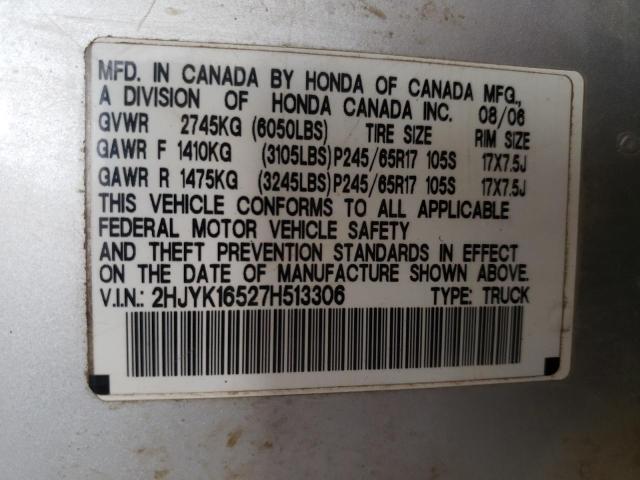 MFD. IN CANADA BY HONDA OF CANADA MFG.,
A DIVISION OF HONDA CANADA INC. 08/06
GVWR 2745KG (6050LBS) TIRE SIZE RIM SIZE
GAWR F 1410KG (3105LBS)P245/65R17 105S 17X7.5J
GAWR R 1475KG (3245LBS)P245/65R17 105S 17X7.5J
THIS VEHICLE CONFORMS TO ALL APPLICABLE
FEDERAL MOTOR VEHICLE SAFETY
AND THEFT PREVENTION STANDARDS IN EFFECT
ON THE DATE OF MANUFACTURE SHOWN ABOVE.
V.I.N.: 2HJYK16527H513306 TYPE: TRUCK